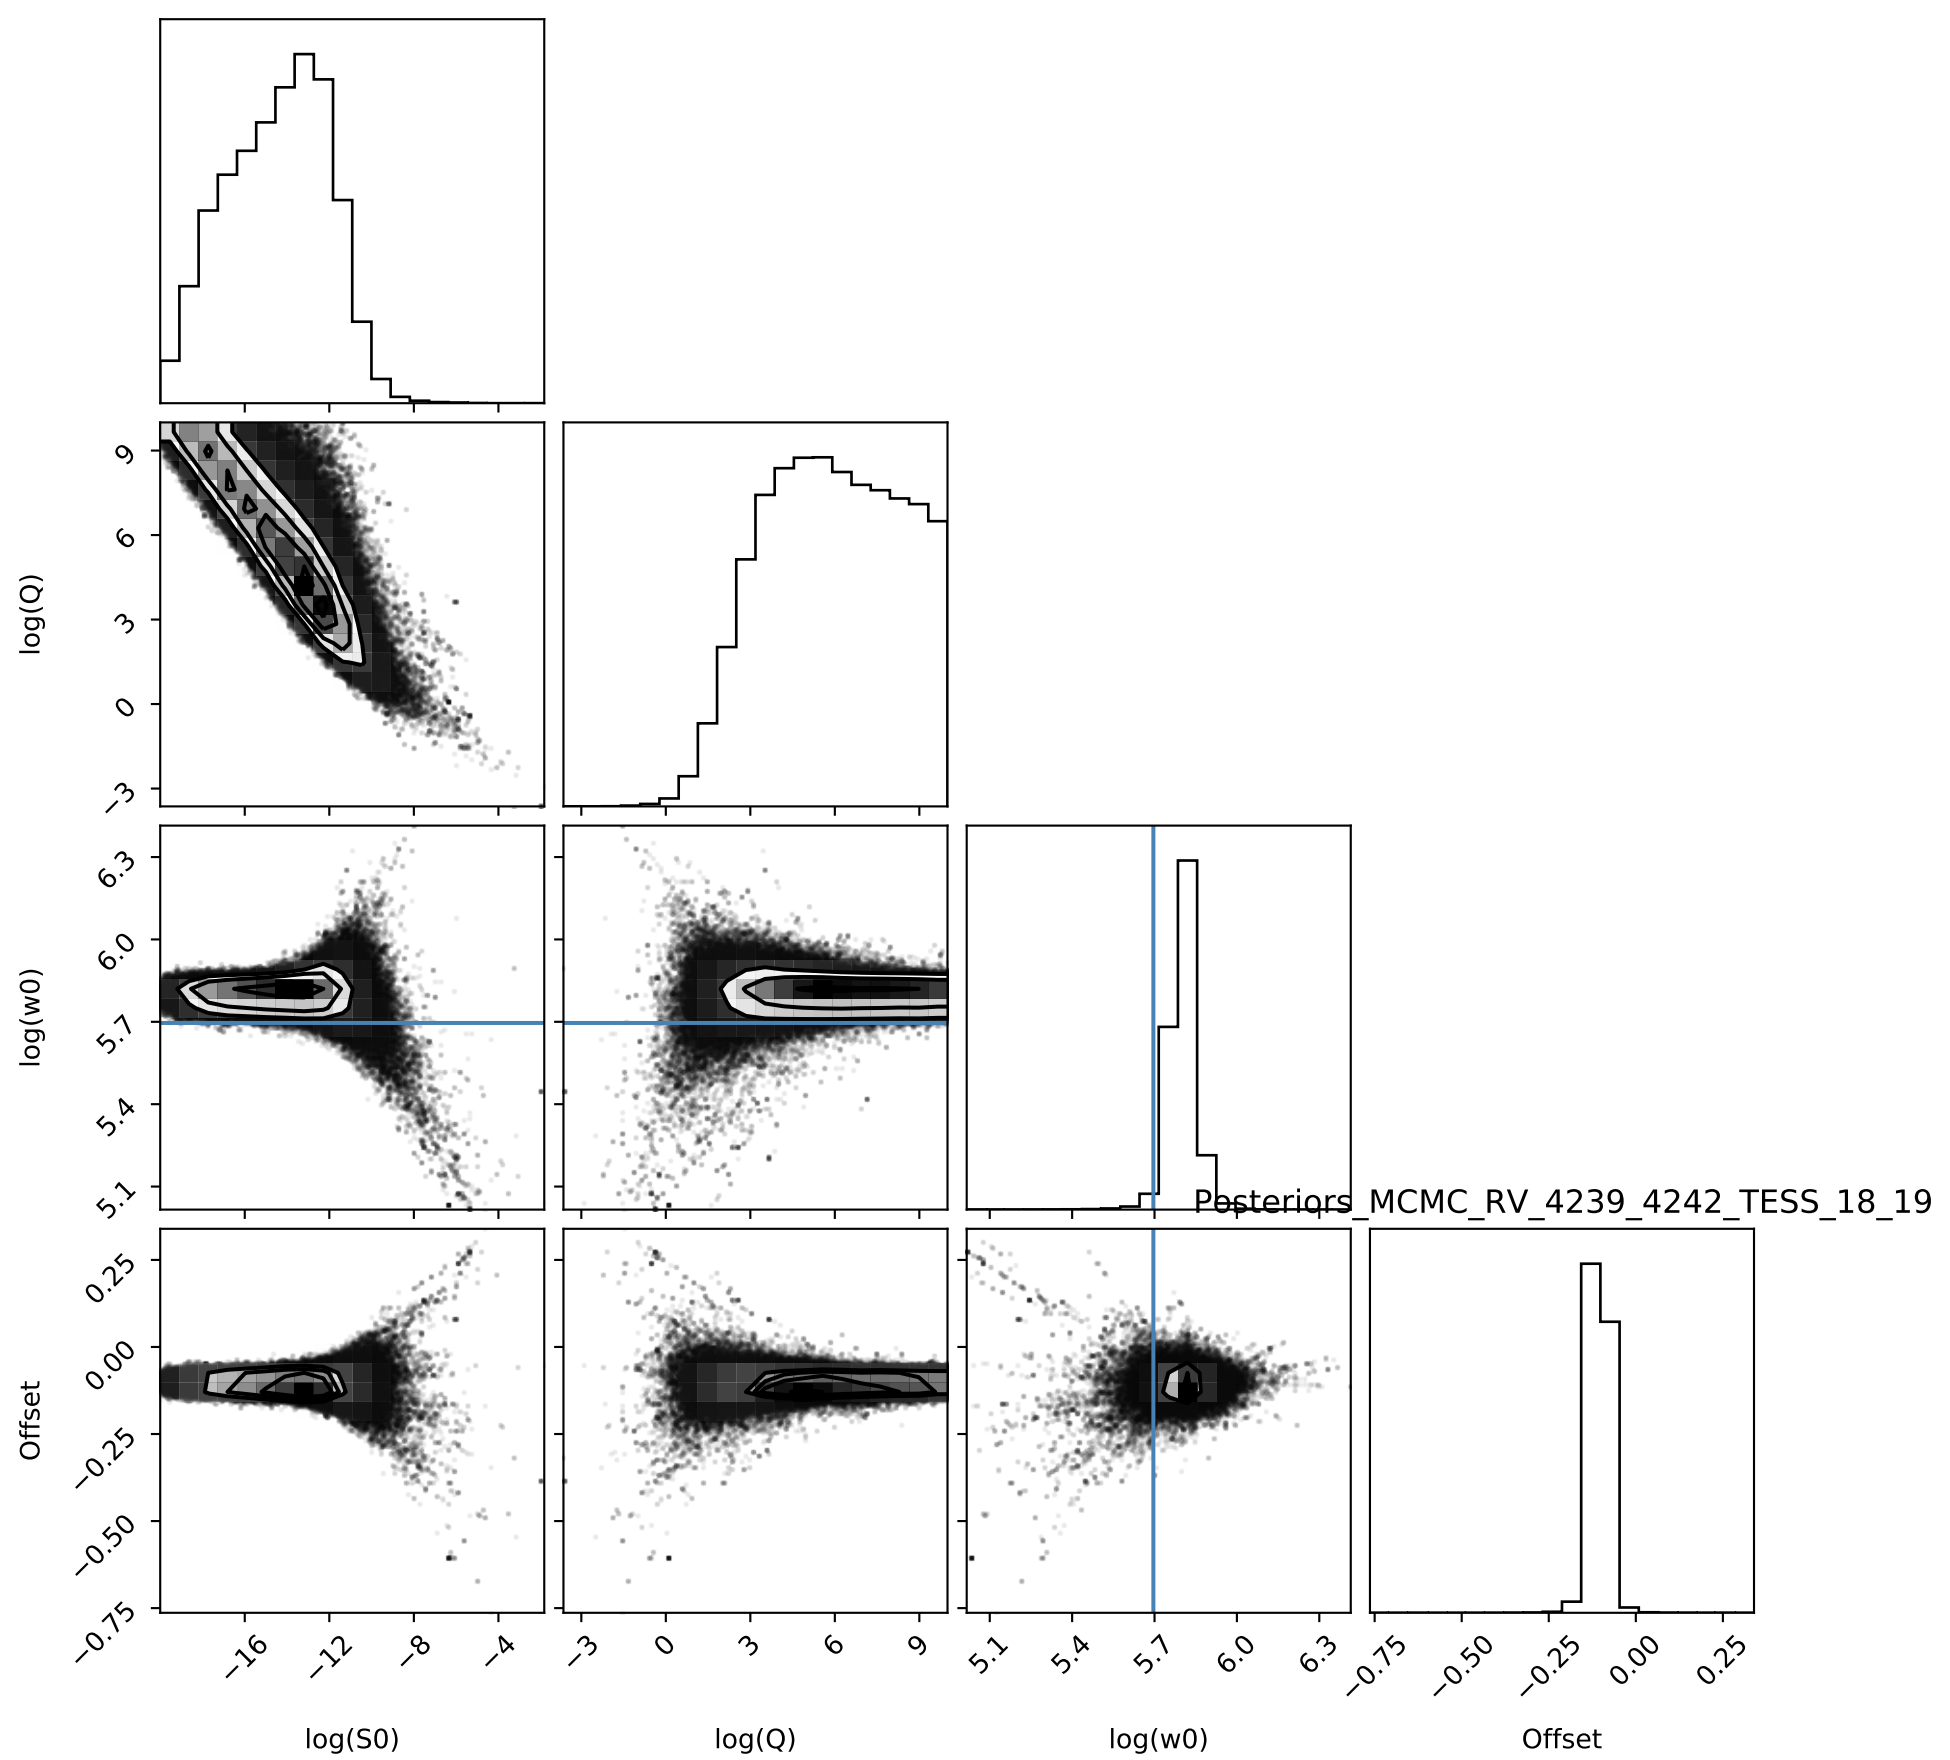 9
6
3
0
−3
log(Q)
6.3
6.0
5.7
5.4
5.1
log(w0)
Posteriors_MCMC_RV_4239_4242_TESS_18_19
0.25
0.00
−0.25
−0.50
−0.75
Offset
−16 −12 −8 −4 −3 0 3 6 9 5.1 5.4 5.7 6.0 6.3 −0.75 −0.50 −0.25 0.00 0.25
log(S0) log(Q) log(w0) Offset